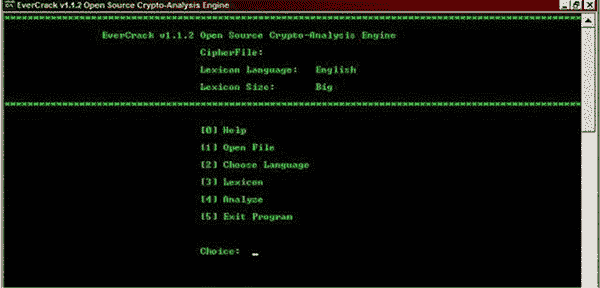 EverCrack v1.1.2 Open Source Crypto-Analysis Engine
EverCrack v1.1.2 Open Source Crypto-Analysis Engine
CipherFile:
Lexicon Language: English
Lexicon Size: Big
[0] Help
[1] Open File
[2] Choose Language
[3] Lexicon
[4] Analyze
[5] Exit Program
Choice: _